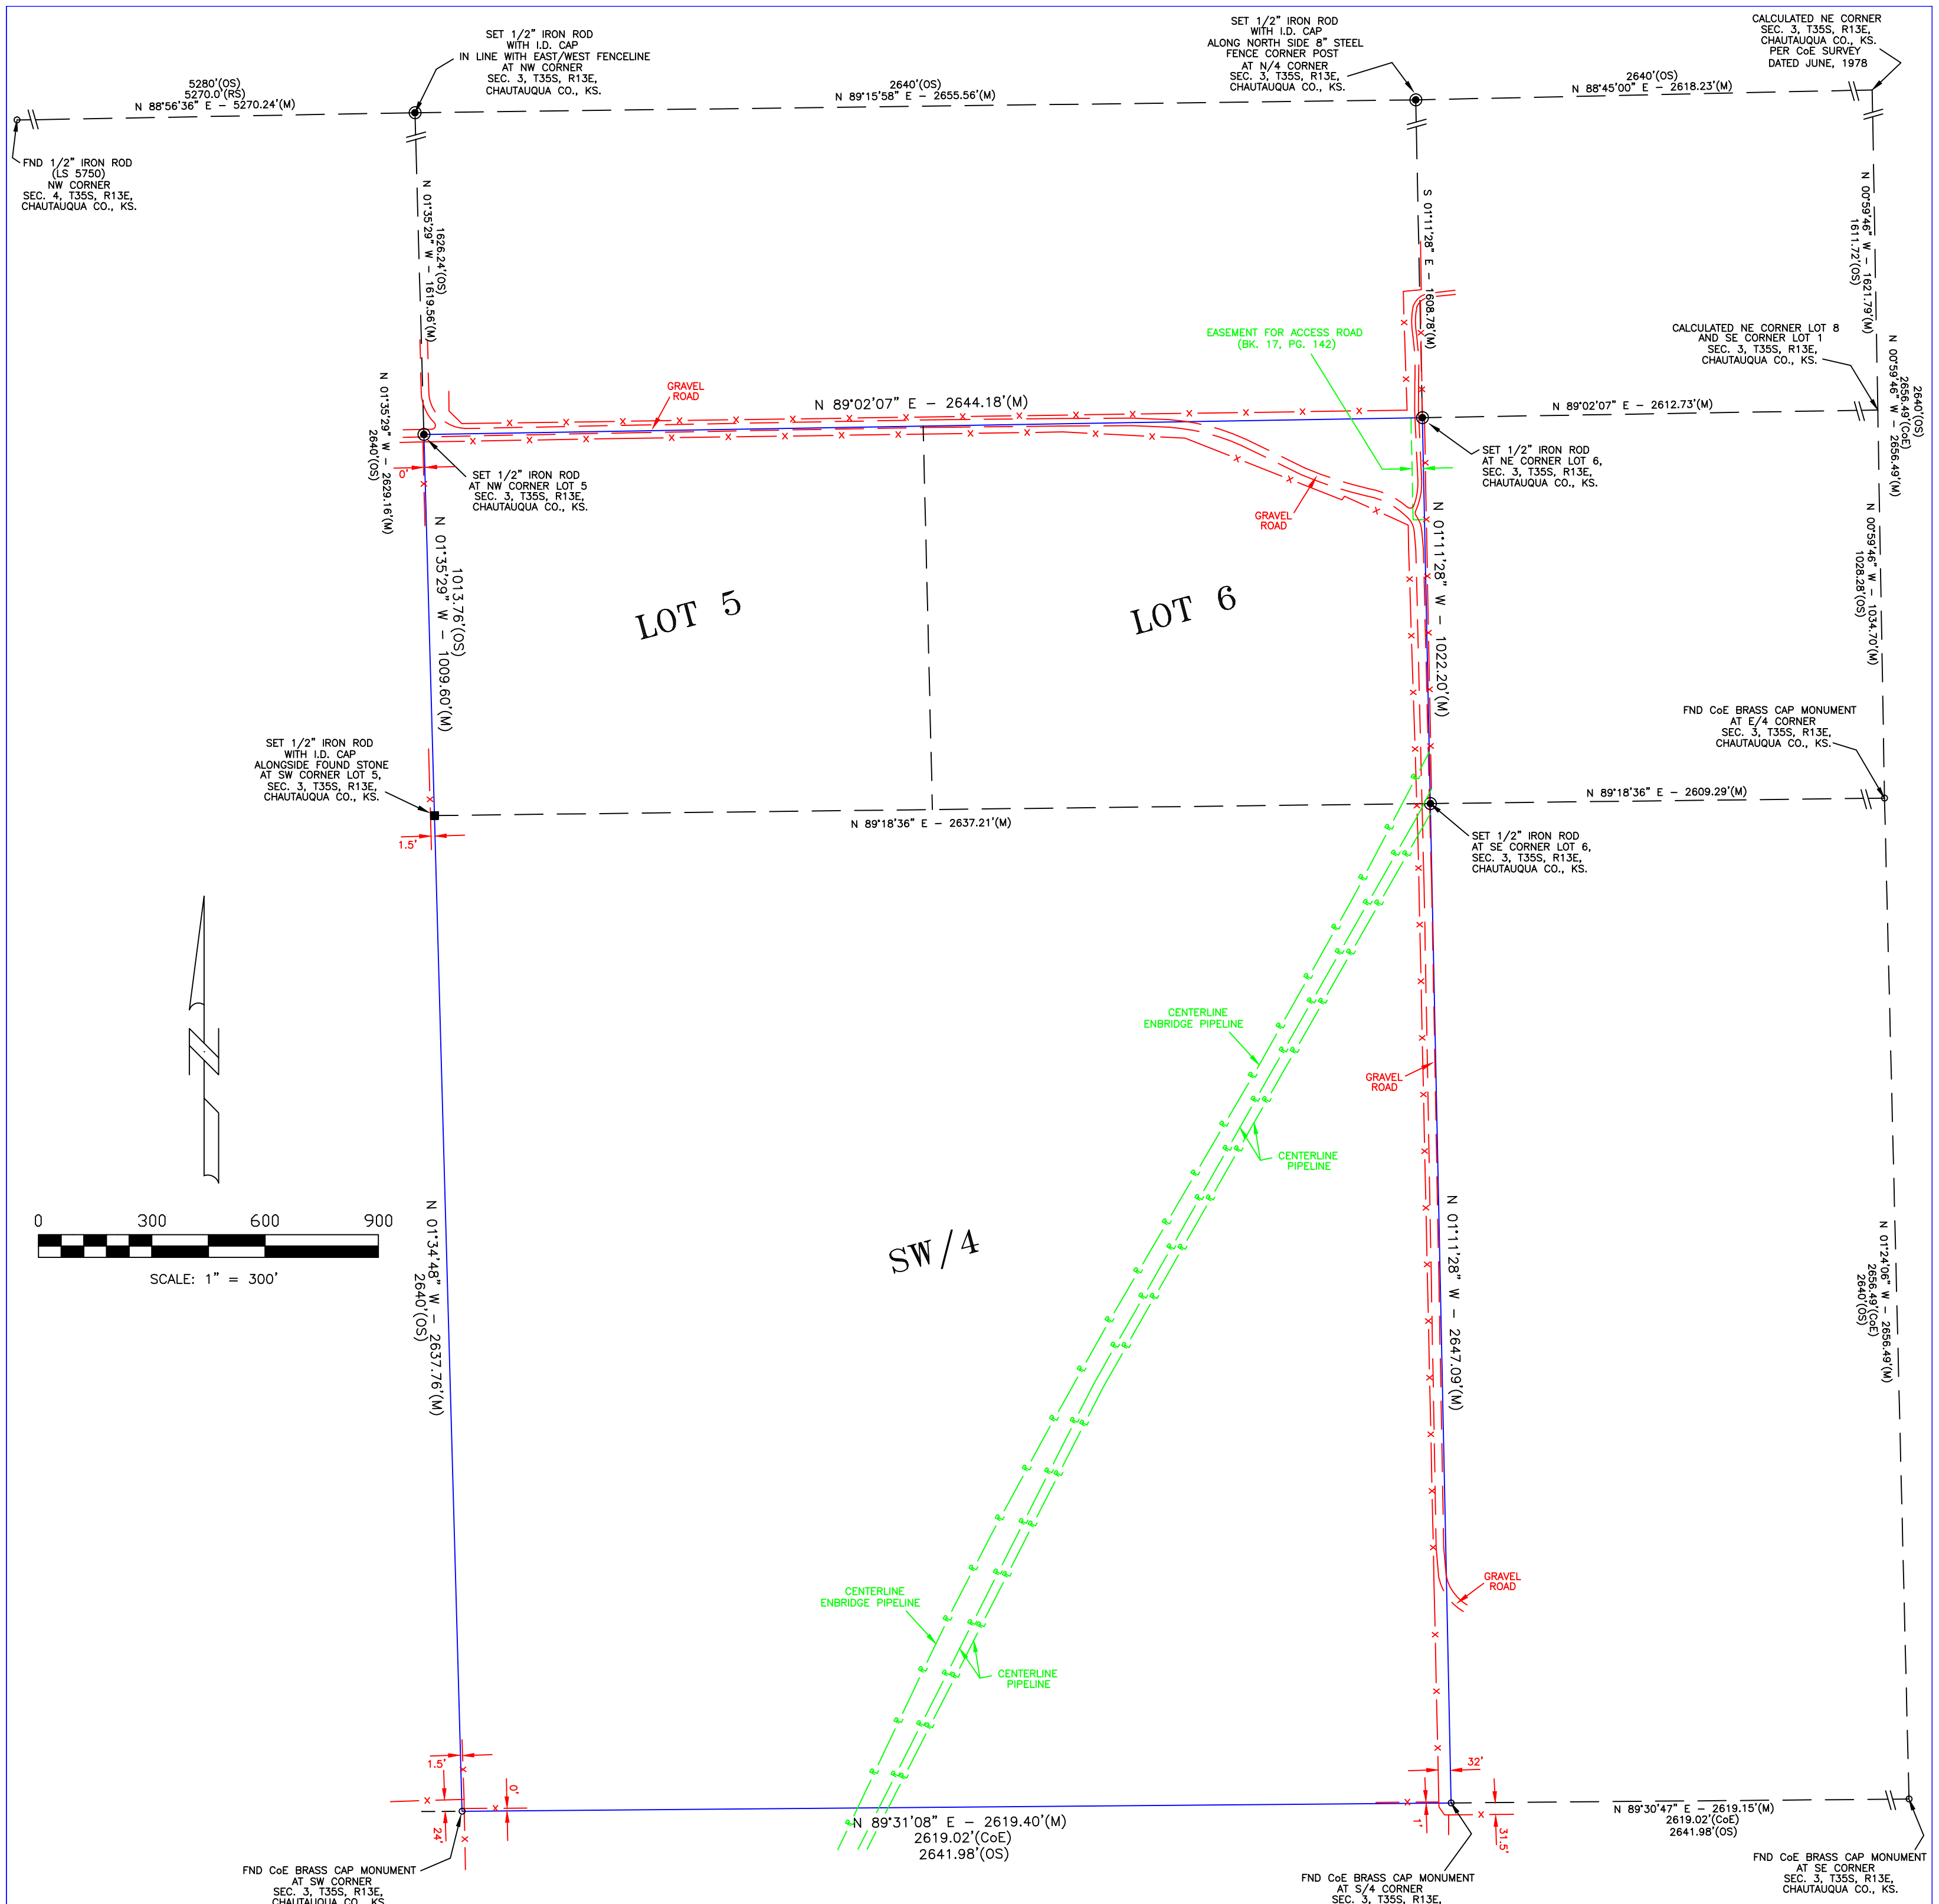 SET 1/2" IRON ROD
WITH I.D. CAP
IN LINE WITH EAST/WEST FENCELINE
AT NW CORNER
SEC. 3, T35S, R13E,
CHAUTAUQUA CO., KS.
SET 1/2" IRON ROD
WITH I.D. CAP
ALONG NORTH SIDE 8" STEEL
FENCE CORNER POST
AT N/4 CORNER
SEC. 3, T35S, R13E,
CHAUTAUQUA CO., KS.
CALCULATED NE CORNER
SEC. 3, T35S, R13E,
CHAUTAUQUA CO., KS.
PER CoE SURVEY
DATED JUNE, 1978
5280'(OS)
5270.0'(RS)
N 88°56'36" E - 5270.24'(M)
2640'(OS)
N 89°15'58" E - 2655.56'(M)
2640'(OS)
N 88°45'00" E - 2618.23'(M)
FND 1/2" IRON ROD
(LS 5750)
NW CORNER
SEC. 4, T35S, R13E,
CHAUTAUQUA CO., KS.
1626.24'(OS)
N 01°35'29" W - 1619.56'(M)
S 01°11'28" E - 1608.78'(M)
N 00°59'46" W - 1621.79'(M)
1611.72'(OS)
EASEMENT FOR ACCESS ROAD
(BK. 17, PG. 142)
CALCULATED NE CORNER LOT 8
AND SE CORNER LOT 1
SEC. 3, T35S, R13E,
CHAUTAUQUA CO., KS.
2640'(OS)
2656.49'(CoE)
N 00°59'46" W - 2656.49'(M)
N 01°35'29" W - 2629.16'(M)
2640'(OS)
GRAVEL
ROAD
N 89°02'07" E - 2644.18'(M)
N 89°02'07" E - 2612.73'(M)
0'
SET 1/2" IRON ROD
AT NW CORNER LOT 5
SEC. 3, T35S, R13E,
CHAUTAUQUA CO., KS.
SET 1/2" IRON ROD
AT NE CORNER LOT 6,
SEC. 3, T35S, R13E,
CHAUTAUQUA CO., KS.
GRAVEL
ROAD
1013.76'(OS)
N 01°35'29" W - 1009.60'(M)
N 01°11'28" W - 1022.20'(M)
N 00°59'46" W - 1034.70'(M)
1028.28'(OS)
LOT 5
LOT 6
FND CoE BRASS CAP MONUMENT
AT E/4 CORNER
SEC. 3, T35S, R13E,
CHAUTAUQUA CO., KS.
SET 1/2" IRON ROD
WITH I.D. CAP
ALONGSIDE FOUND STONE
AT SW CORNER LOT 5,
SEC. 3, T35S, R13E,
CHAUTAUQUA CO., KS.
N 89°18'36" E - 2637.21'(M)
N 89°18'36" E - 2609.29'(M)
1.5'
SET 1/2" IRON ROD
AT SE CORNER LOT 6,
SEC. 3, T35S, R13E,
CHAUTAUQUA CO., KS.
N
CENTERLINE
ENBRIDGE PIPELINE
GRAVEL
ROAD
CENTERLINE
PIPELINE
0 300 600 900
SCALE: 1" = 300'
N 01°34'48" W - 2637.76'(M)
2640'(OS)
SW/4
N 01°11'28" W - 2647.09'(M)
N 01°24'06" W - 2656.49'(M)
2656.49'(CoE)
2640'(OS)
CENTERLINE
ENBRIDGE PIPELINE
GRAVEL
ROAD
CENTERLINE
PIPELINE
1.5'
0'
24'
32'
1'
31.5'
N 89°31'08" E - 2619.40'(M)
2619.02'(CoE)
2641.98'(OS)
N 89°30'47" E - 2619.15'(M)
2619.02'(CoE)
2641.98'(OS)
FND CoE BRASS CAP MONUMENT
AT SW CORNER
SEC. 3, T35S, R13E,
CHAUTAUQUA CO., KS.
FND CoE BRASS CAP MONUMENT
AT S/4 CORNER
SEC. 3, T35S, R13E,
FND CoE BRASS CAP MONUMENT
AT SE CORNER
SEC. 3, T35S, R13E,
CHAUTAUQUA CO., KS.